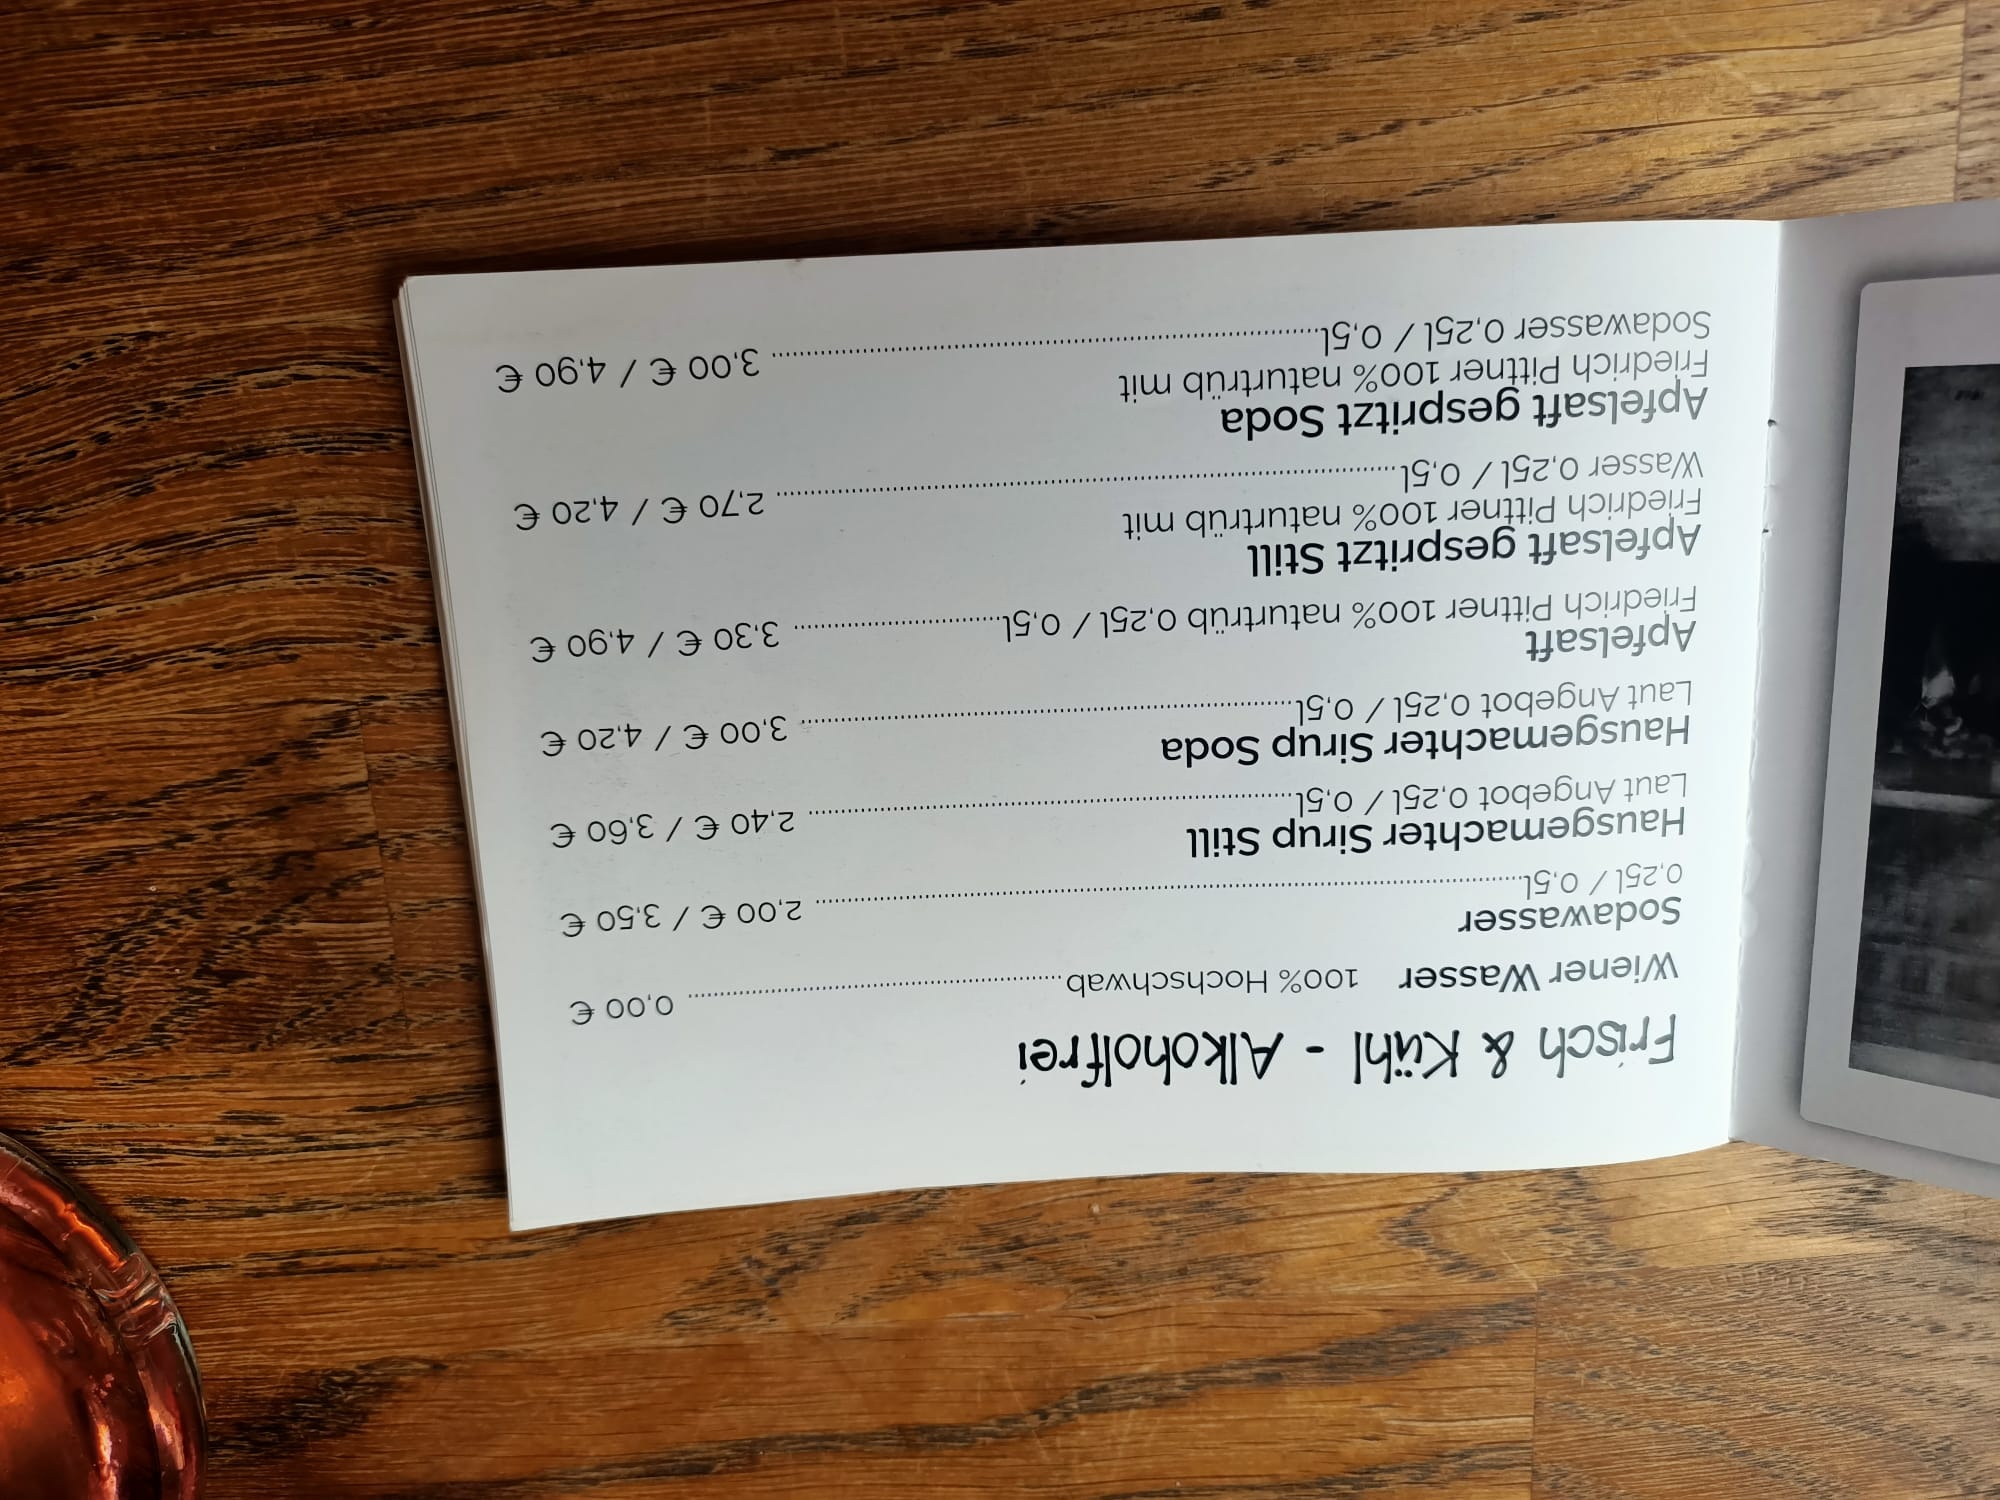 Frisch & Kühl - Alkoholfrei
Wiener Wasser 100% Hochschwab.......... 0,00 €
Sodawasser
0,25l / 0,5l.......... 2,00 € / 3,50 €
Hausgemachter Sirup Still
Laut Angebot 0,25l / 0,5l.......... 2,40 € / 3,60 €
Hausgemachter Sirup Soda
Laut Angebot 0,25l / 0,5l.......... 3,00 € / 4,20 €
Apfelsaft
Friedrich Pittner 100% naturtrüb 0,25l / 0,5l.......... 3,30 € / 4,90 €
Apfelsaft gespritzt Still
Friedrich Pittner 100% naturtrüb mit
Wasser 0,25l / 0,5l.......... 2,70 € / 4,20 €
Apfelsaft gespritzt Soda
Friedrich Pittner 100% naturtrüb mit
Sodawasser 0,25l / 0,5l.......... 3,00 € / 4,90 €